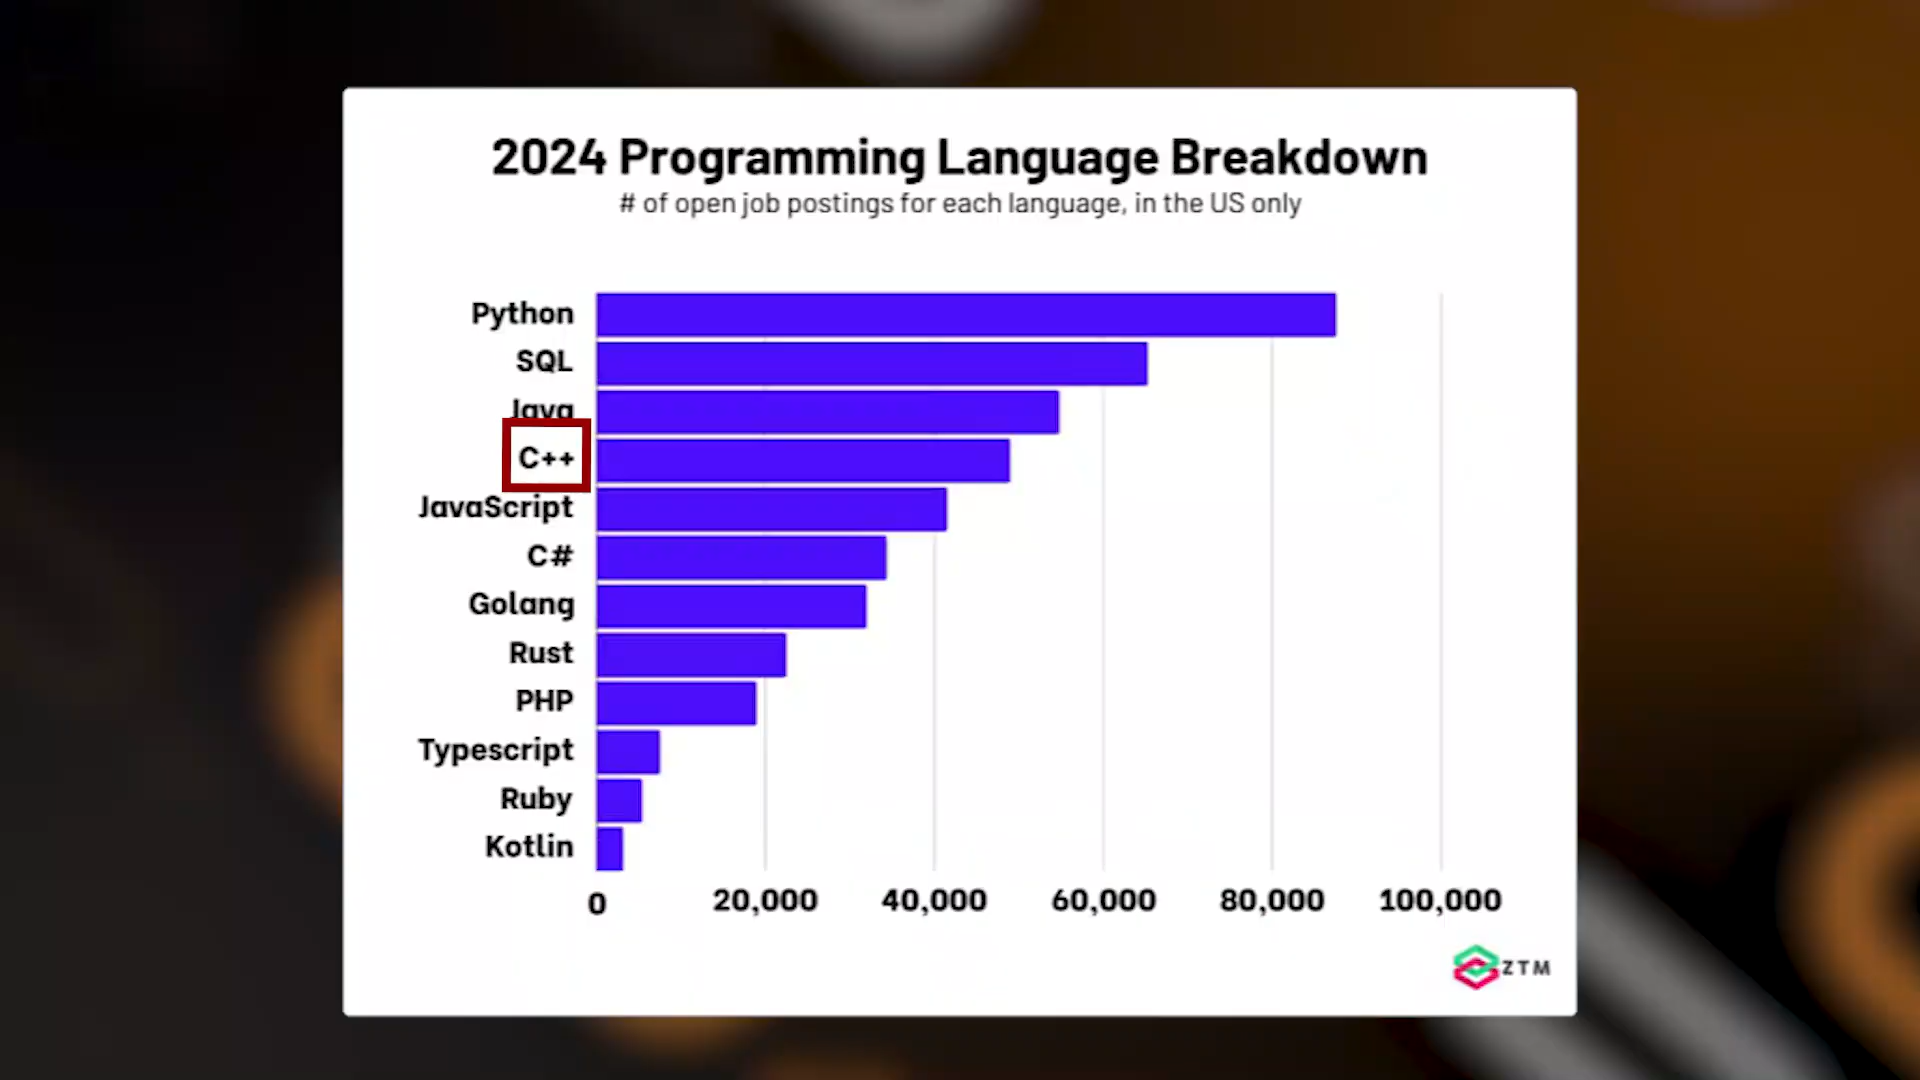 2024 Programming Language Breakdown
# of open job postings for each language, in the US only
Python
SQL
Java
C++
JavaScript
C#
Golang
Rust
PHP
Typescript
Ruby
Kotlin
0 20,000 40,000 60,000 80,000 100,000
ZTM